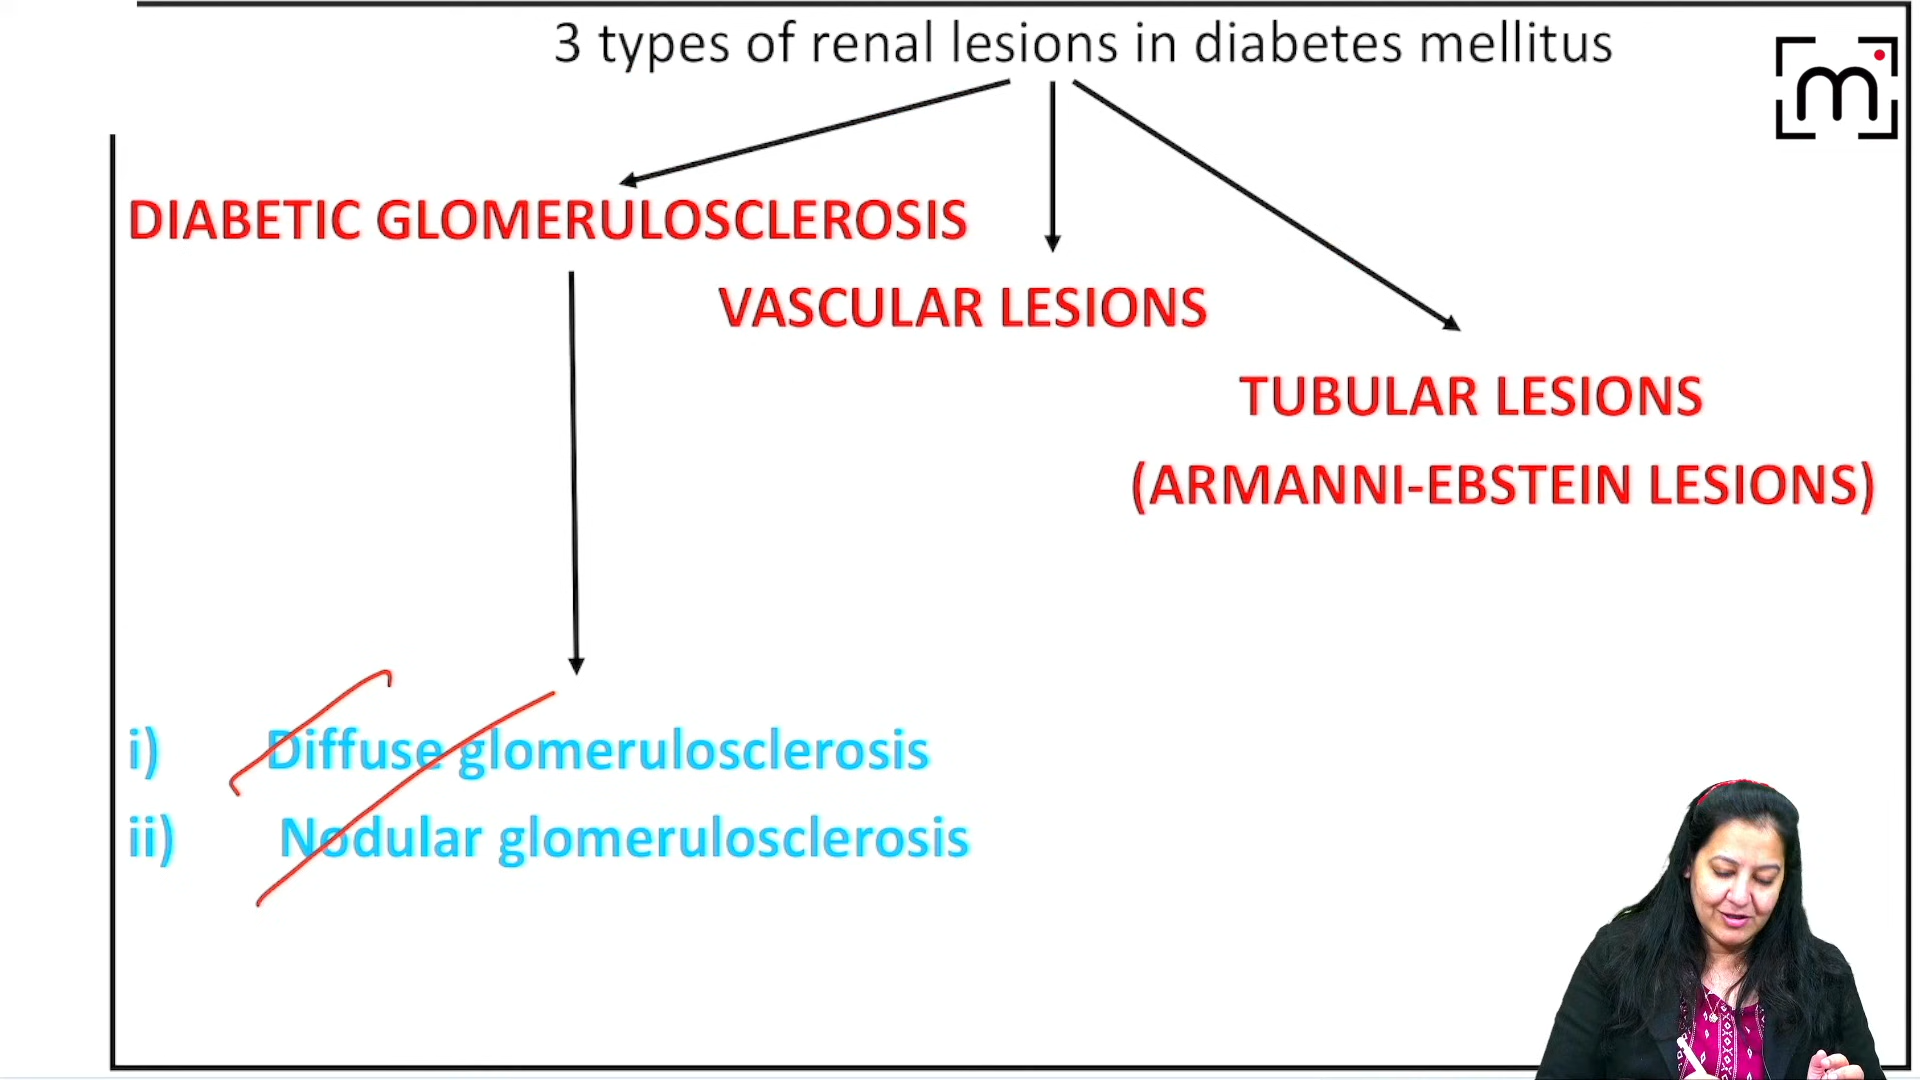 3 types of renal lesions in diabetes mellitus
m
DIABETIC GLOMERULOSCLEROSIS
VASCULAR LESIONS
TUBULAR LESIONS
(ARMANNI-EBSTEIN LESIONS)
i) Diffuse glomerulosclerosis
ii) Nodular glomerulosclerosis